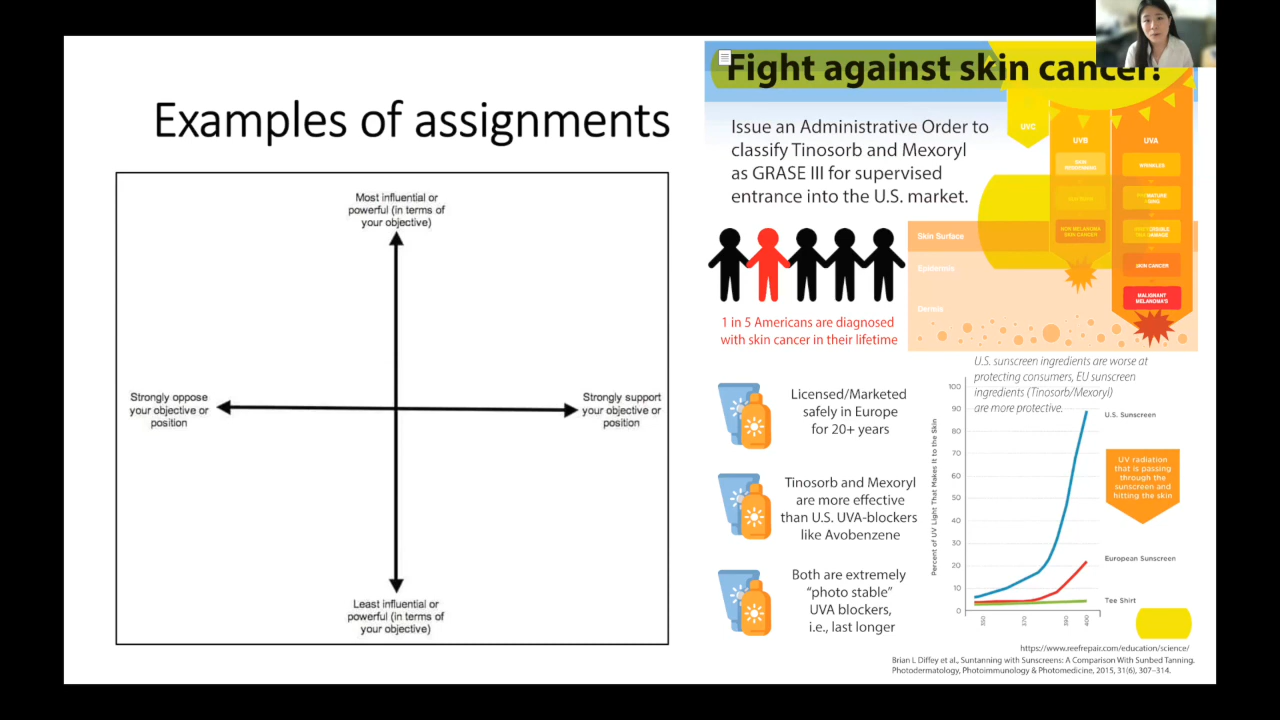 Examples of assignments
Most influential or
powerful (in terms of
your objective)
Strongly oppose
your objective or
position
Strongly support
your objective or
position
Least influential or
powerful (in terms of
your objective)
Fight against skin cancer!
Issue an Administrative Order to
classify Tinosorb and Mexoryl
as GRASE III for supervised
entrance into the U.S. market.
1 in 5 Americans are diagnosed
with skin cancer in their lifetime
UVC
UVB
NON MELANOMA
SKIN CANCER
UVA
WRINKLES
SKIN CANCER
MALIGNANT
MELANOMA'S
Skin Surface
Epidermis
Dermis
Licensed/Marketed
safely in Europe
for 20+ years
Tinosorb and Mexoryl
are more effective
than U.S. UVA-blockers
like Avobenzene
Both are extremely
"photo stable"
UVA blockers,
i.e., last longer
U.S. sunscreen ingredients are worse at
protecting consumers, EU sunscreen
ingredients (Tinosorb/Mexoryl)
are more protective.
Percent of UV Light That Makes It to the Skin
100
90
80
70
60
50
40
30
20
10
0
350
370
390
400
U.S. Sunscreen
UV radiation
that is passing
through the
sunscreen and
hitting the skin
European Sunscreen
Tee Shirt
https://www.reefrepair.com/education/science/
Brian L Diffey et al., Suntanning with Sunscreens: A Comparison With Sunbed Tanning.
Photodermatology, Photoimmunology & Photomedicine, 2015, 31(6), 307–314.